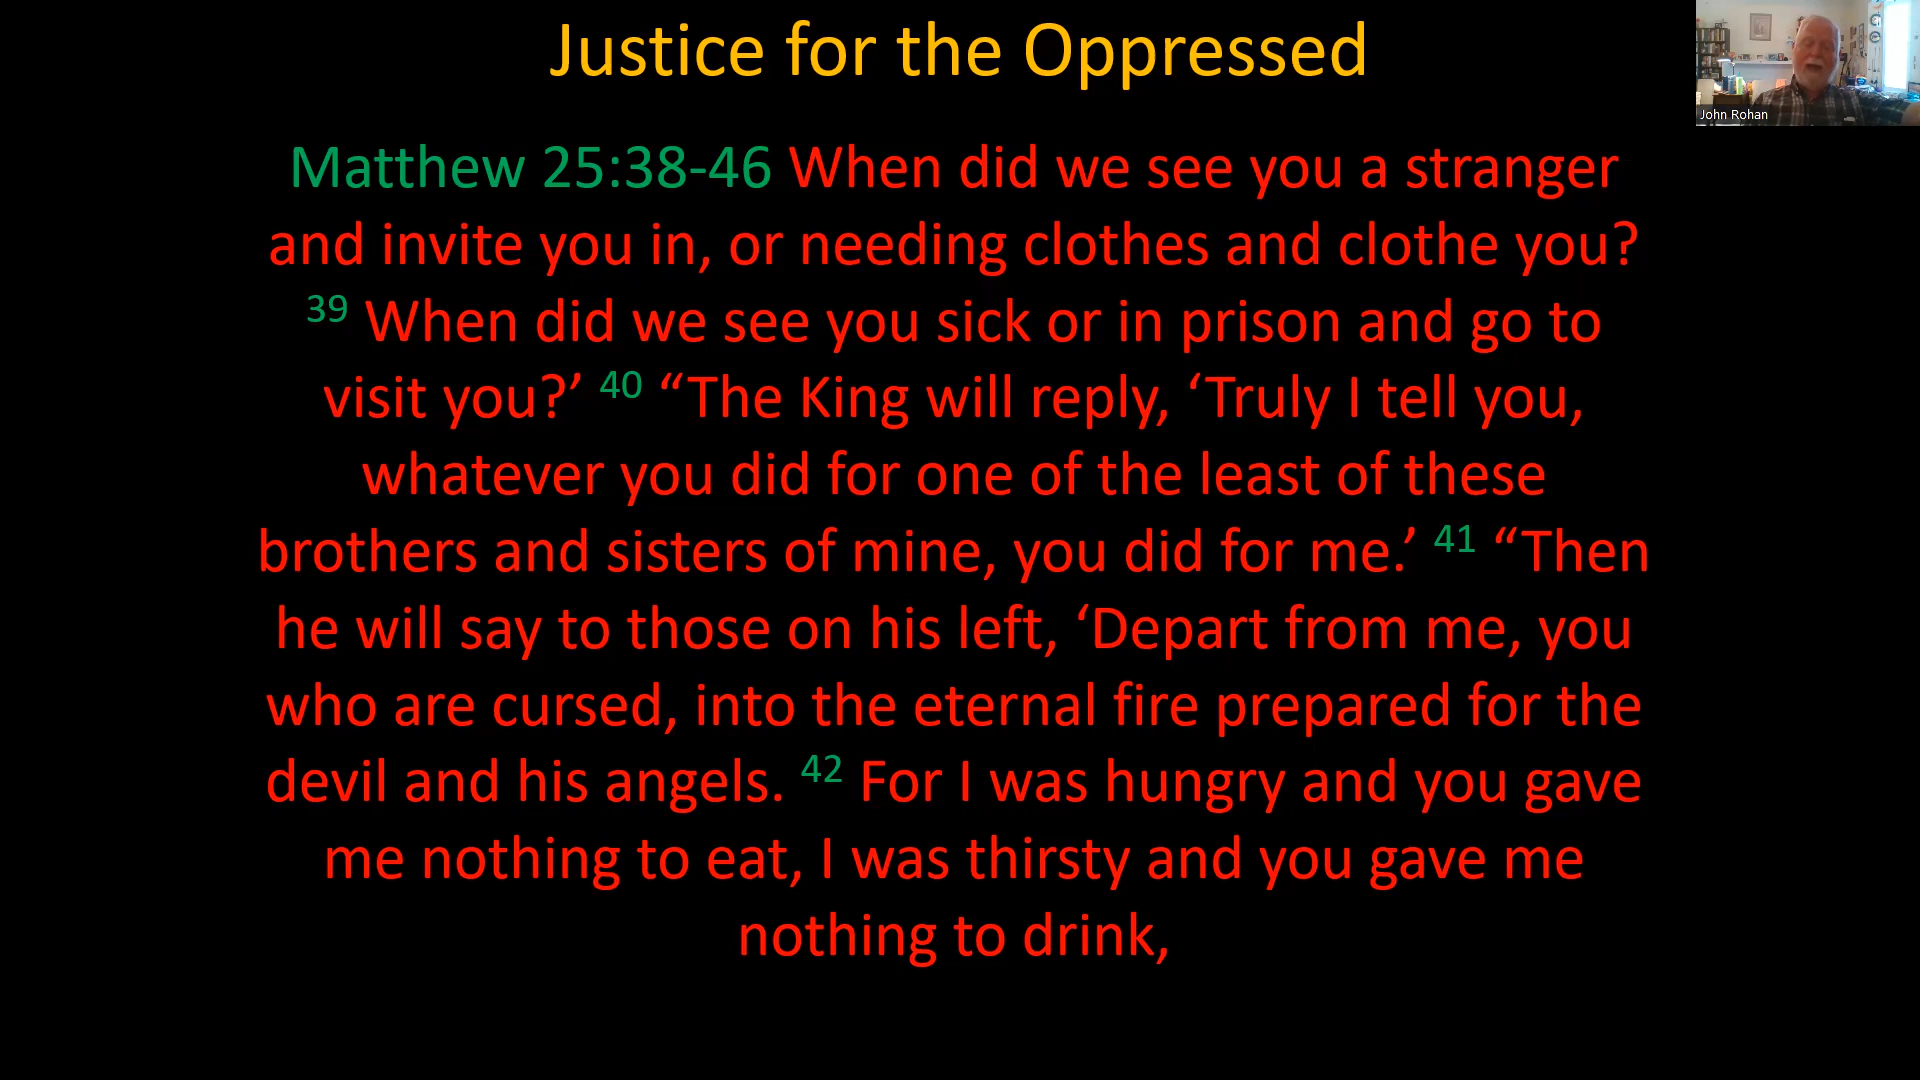 Justice for the Oppressed
John Rohan
Matthew 25:38-46 When did we see you a stranger
and invite you in, or needing clothes and clothe you?
39 When did we see you sick or in prison and go to
visit you?’ 40 “The King will reply, ‘Truly I tell you,
whatever you did for one of the least of these
brothers and sisters of mine, you did for me.’ 41 “Then
he will say to those on his left, ‘Depart from me, you
who are cursed, into the eternal fire prepared for the
devil and his angels. 42 For I was hungry and you gave
me nothing to eat, I was thirsty and you gave me
nothing to drink,